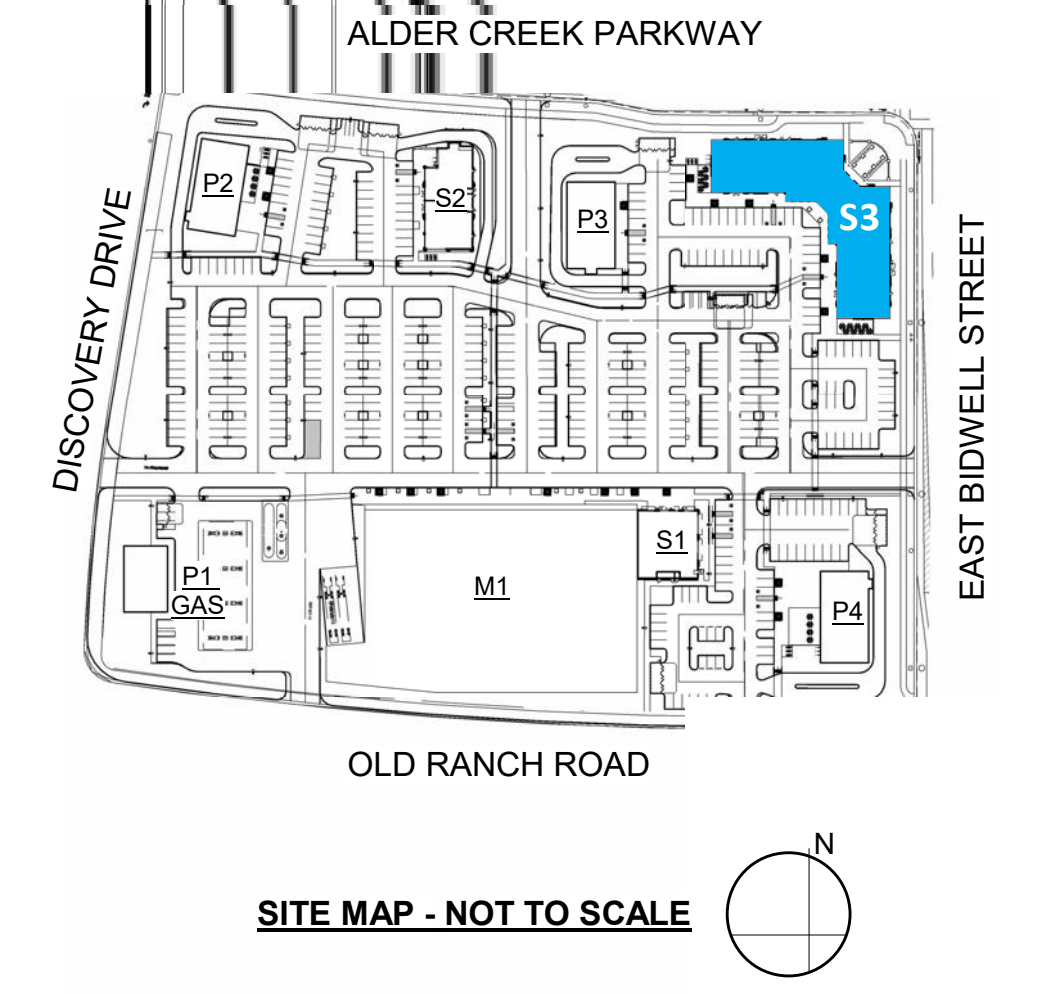 ALDER CREEK PARKWAY
P2
S2
P3
S3
DISCOVERY DRIVE
EAST BIDWELL STREET
S1
P1
GAS
M1
P4
OLD RANCH ROAD
N
SITE MAP - NOT TO SCALE